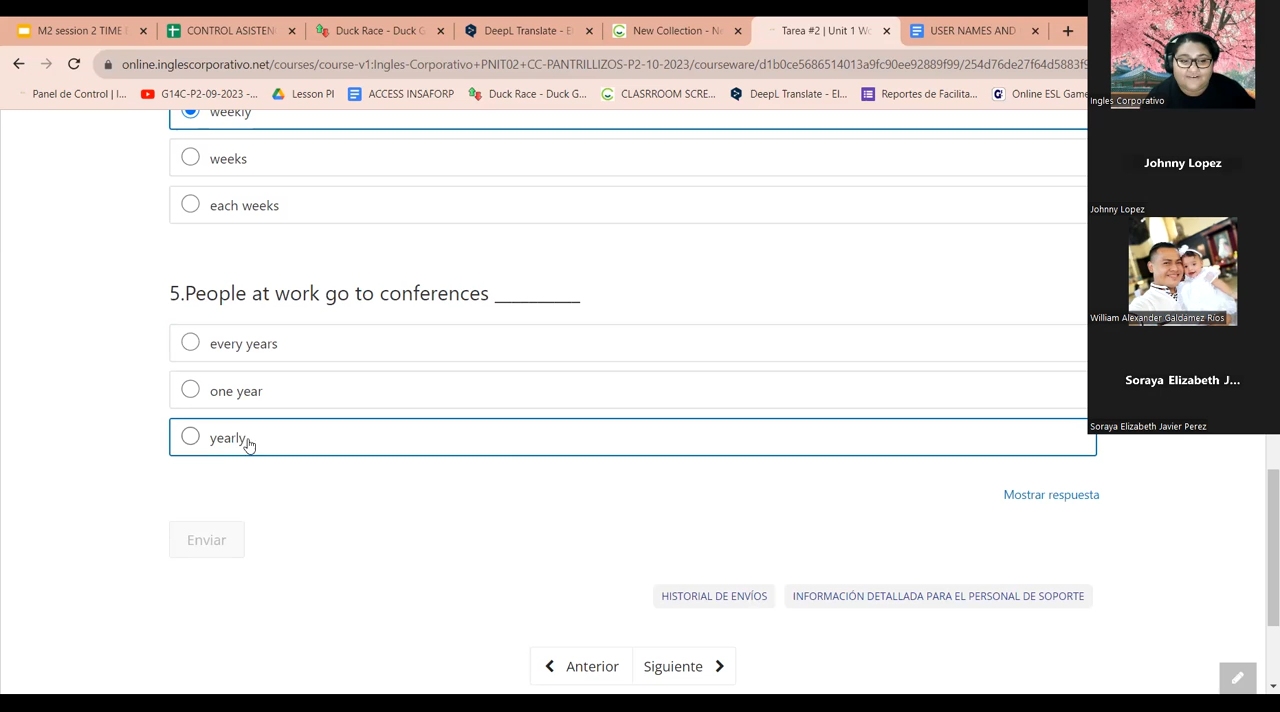 M2 session 2 TIME
CONTROL ASISTEN
Duck Race - Duck G
DeepL Translate - E
New Collection - Ne
Tarea #2 | Unit 1 Wo
USER NAMES AND
online.inglescorporativo.net/courses/course-v1:Ingles-Corporativo+PNIT02+CC-PANTRILLIZOS-P2-10-2023/courseware/d1b0ce5686514013a9fc90ee92889f99/254d76de27f64d5883f9
Panel de Control | I...
G14C-P2-09-2023 -...
Lesson PI
ACCESS INSAFORP
Duck Race - Duck G...
CLASRROOM SCRE...
DeepL Translate - El...
Reportes de Facilita...
Online ESL Game
Ingles Corporativo
weekly
weeks
each weeks
5.People at work go to conferences __________
every years
one year
yearly
Mostrar respuesta
Enviar
HISTORIAL DE ENVÍOS
INFORMACIÓN DETALLADA PARA EL PERSONAL DE SOPORTE
Anterior
Siguiente
Johnny Lopez
Johnny Lopez
William Alexander Galdamez Rios
Soraya Elizabeth J...
Soraya Elizabeth Javier Perez